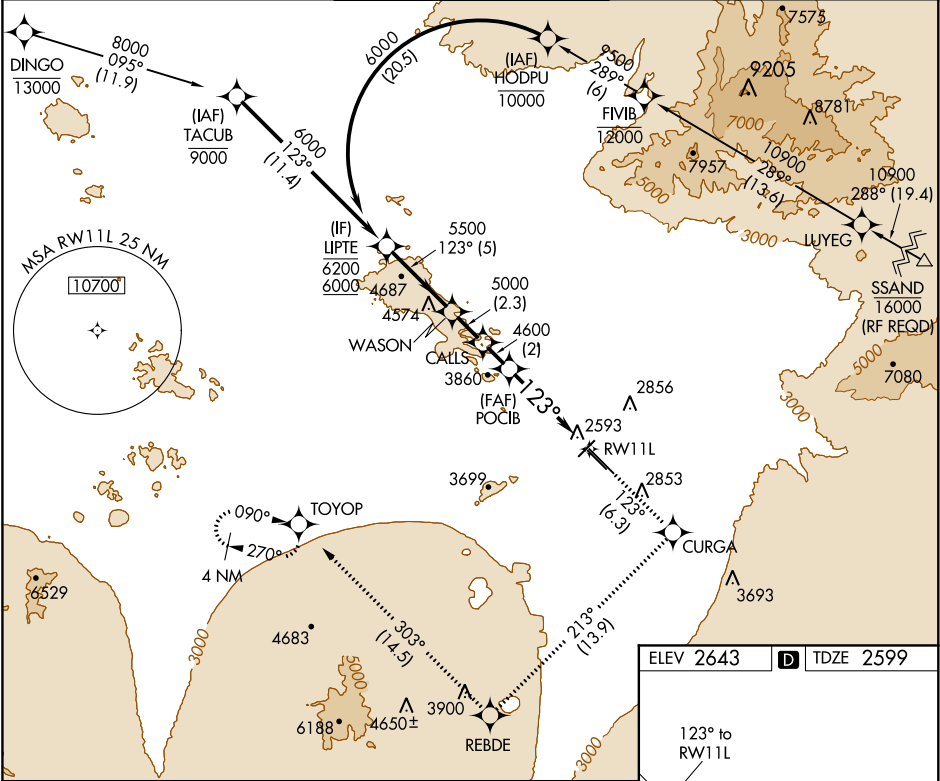 DINGO
13000
8000
095°
(11.9)
(IAF)
TACUB
9000
6000
123°
(11.4)
6000
(20.5)
(IAF)
HODPU
10000
9500
289°
(6)
FIVIB
12000
7575
9205
8781
7000
7957
5000
10900
289°
(13.6)
10900
288° (19.4)
LUYEG
3000
SSAND
16000
(RF REQD)
5000
7080
3000
MSA RW11L 25 NM
10700
(IF)
LIPTE
6200
6000
5500
123° (5)
4687
4574
WASON
5000
(2.3)
CALLS
4600
(2)
3860
(FAF)
POCIB
123°
2856
2593
RW11L
2853
123°
(6.3)
CURGA
3699
TOYOP
090°
270°
4 NM
6529
3000
4683
303°
(14.5)
213°
(13.9)
3693
5000
6188
4650±
3900
REBDE
3000
ELEV 2643
D
TDZE 2599
123° to
RW11L